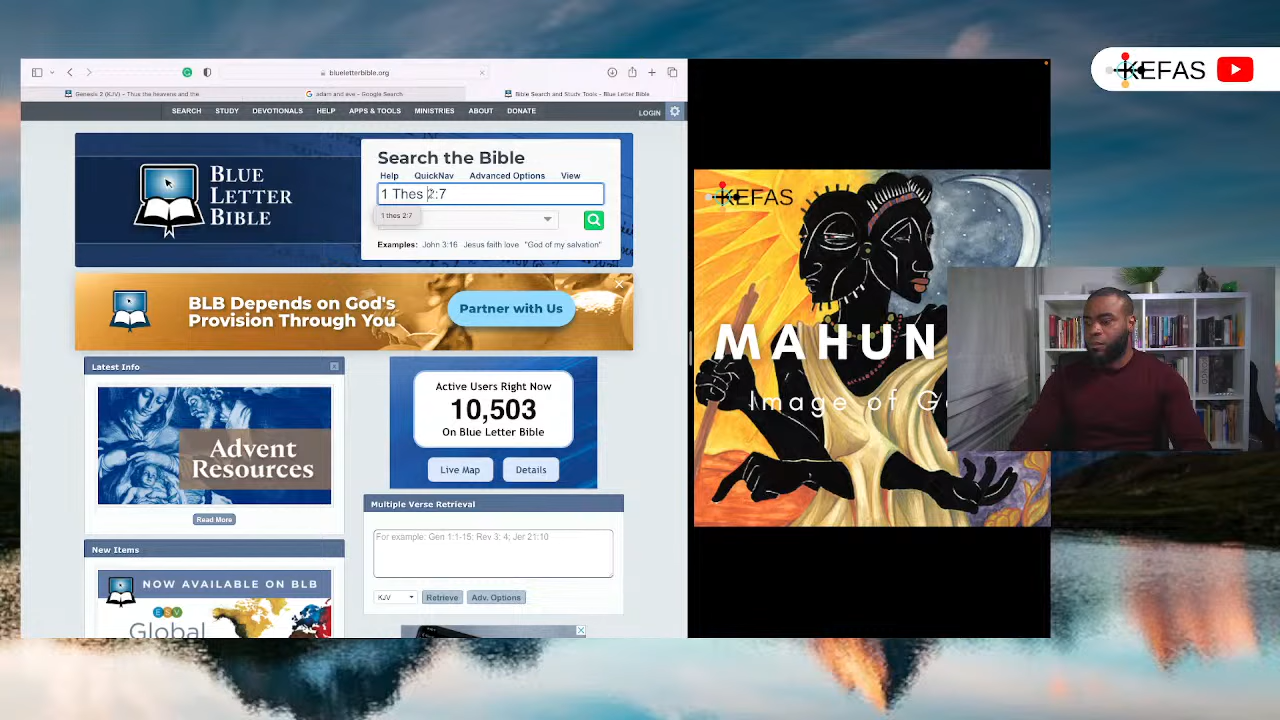 KEFAS
blueletterbible.org
Genesis 2 (KJV) - Thus the heavens and the
adam and eve - Google Search
Bible Search and Study Tools - Blue Letter Bible
SEARCH STUDY DEVOTIONALS HELP APPS & TOOLS MINISTRIES ABOUT DONATE LOGIN
BLUE
LETTER
BIBLE
Search the Bible
Help QuickNav Advanced Options View
1 Thes 2:7
1 thes 2:7
Examples: John 3:16 Jesus faith love "God of my salvation"
BLB Depends on God's
Provision Through You
Partner with Us
Latest Info
Advent
Resources
Read More
New Items
NOW AVAILABLE ON BLB
ESV
Global
Active Users Right Now
10,503
On Blue Letter Bible
Live Map Details
Multiple Verse Retrieval
For example: Gen 1:1-15; Rev 3: 4; Jer 21:10
KJV Retrieve Adv. Options
KEFAS
MAHUN
Image of G